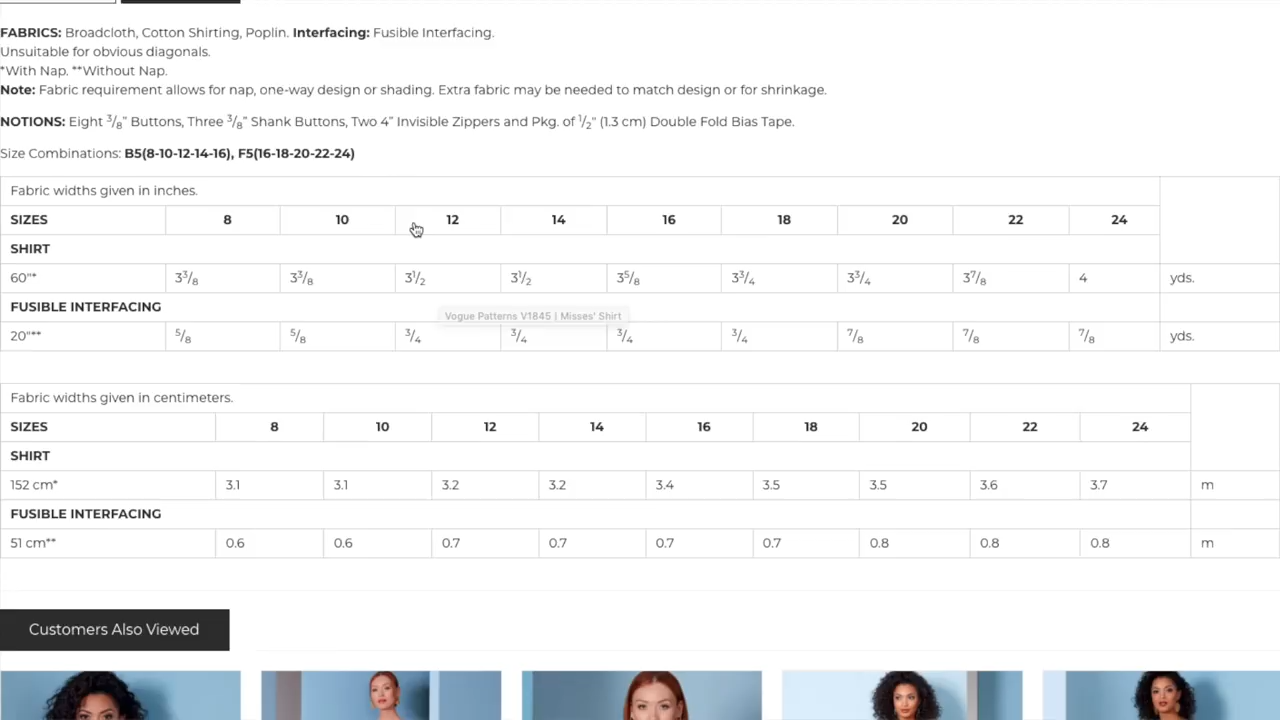 FABRICS: Broadcloth, Cotton Shirting, Poplin. Interfacing: Fusible Interfacing.
Unsuitable for obvious diagonals.
*With Nap. **Without Nap.
Note: Fabric requirement allows for nap, one-way design or shading. Extra fabric may be needed to match design or for shrinkage.
NOTIONS: Eight 3/8” Buttons, Three 3/8” Shank Buttons, Two 4” Invisible Zippers and Pkg. of 1/2" (1.3 cm) Double Fold Bias Tape.
Size Combinations: B5(8-10-12-14-16), F5(16-18-20-22-24)
Fabric widths given in inches.
SIZES 8 10 12 14 16 18 20 22 24
SHIRT
60"* 3 3/8 3 3/8 3 1/2 3 1/2 3 5/8 3 3/4 3 3/4 3 7/8 4 yds.
FUSIBLE INTERFACING
Vogue Patterns V1845 | Misses' Shirt
20"** 5/8 5/8 3/4 3/4 3/4 3/4 7/8 7/8 7/8 yds.
Fabric widths given in centimeters.
SIZES 8 10 12 14 16 18 20 22 24
SHIRT
152 cm* 3.1 3.1 3.2 3.2 3.4 3.5 3.5 3.6 3.7 m
FUSIBLE INTERFACING
51 cm** 0.6 0.6 0.7 0.7 0.7 0.7 0.8 0.8 0.8 m
Customers Also Viewed